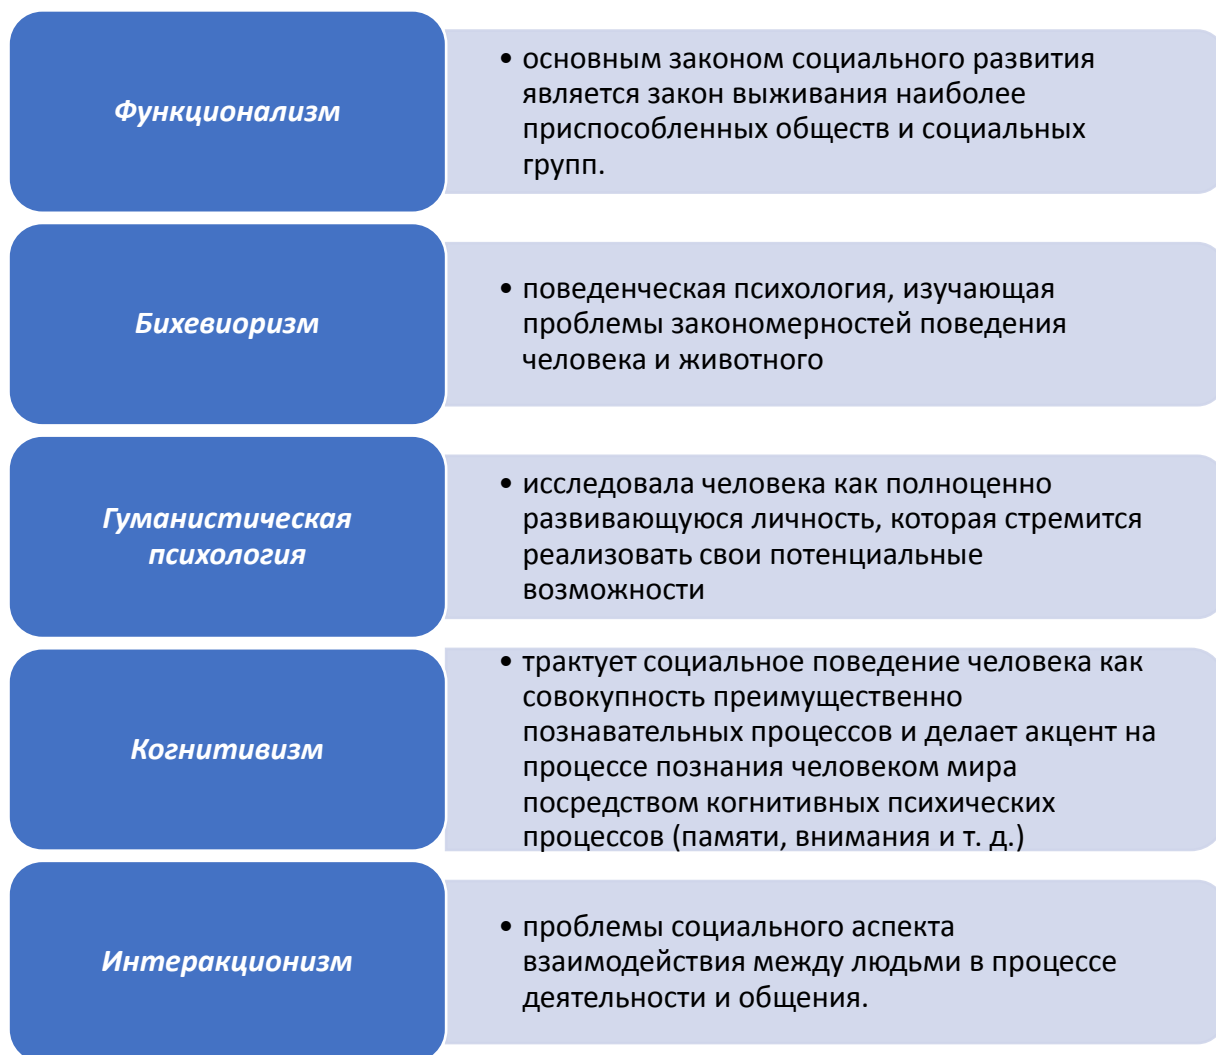 Функционализм
• основным законом социального развития
является закон выживания наиболее
приспособленных обществ и социальных
групп.
Бихевиоризм
• поведенческая психология, изучающая
проблемы закономерностей поведения
человека и животного
Гуманистическая
психология
• исследовала человека как полноценно
развивающуюся личность, которая стремится
реализовать свои потенциальные
возможности
Когнитивизм
• трактует социальное поведение человека как
совокупность преимущественно
познавательных процессов и делает акцент на
процессе познания человеком мира
посредством когнитивных психических
процессов (памяти, внимания и т. д.)
Интеракционизм
• проблемы социального аспекта
взаимодействия между людьми в процессе
деятельности и общения.